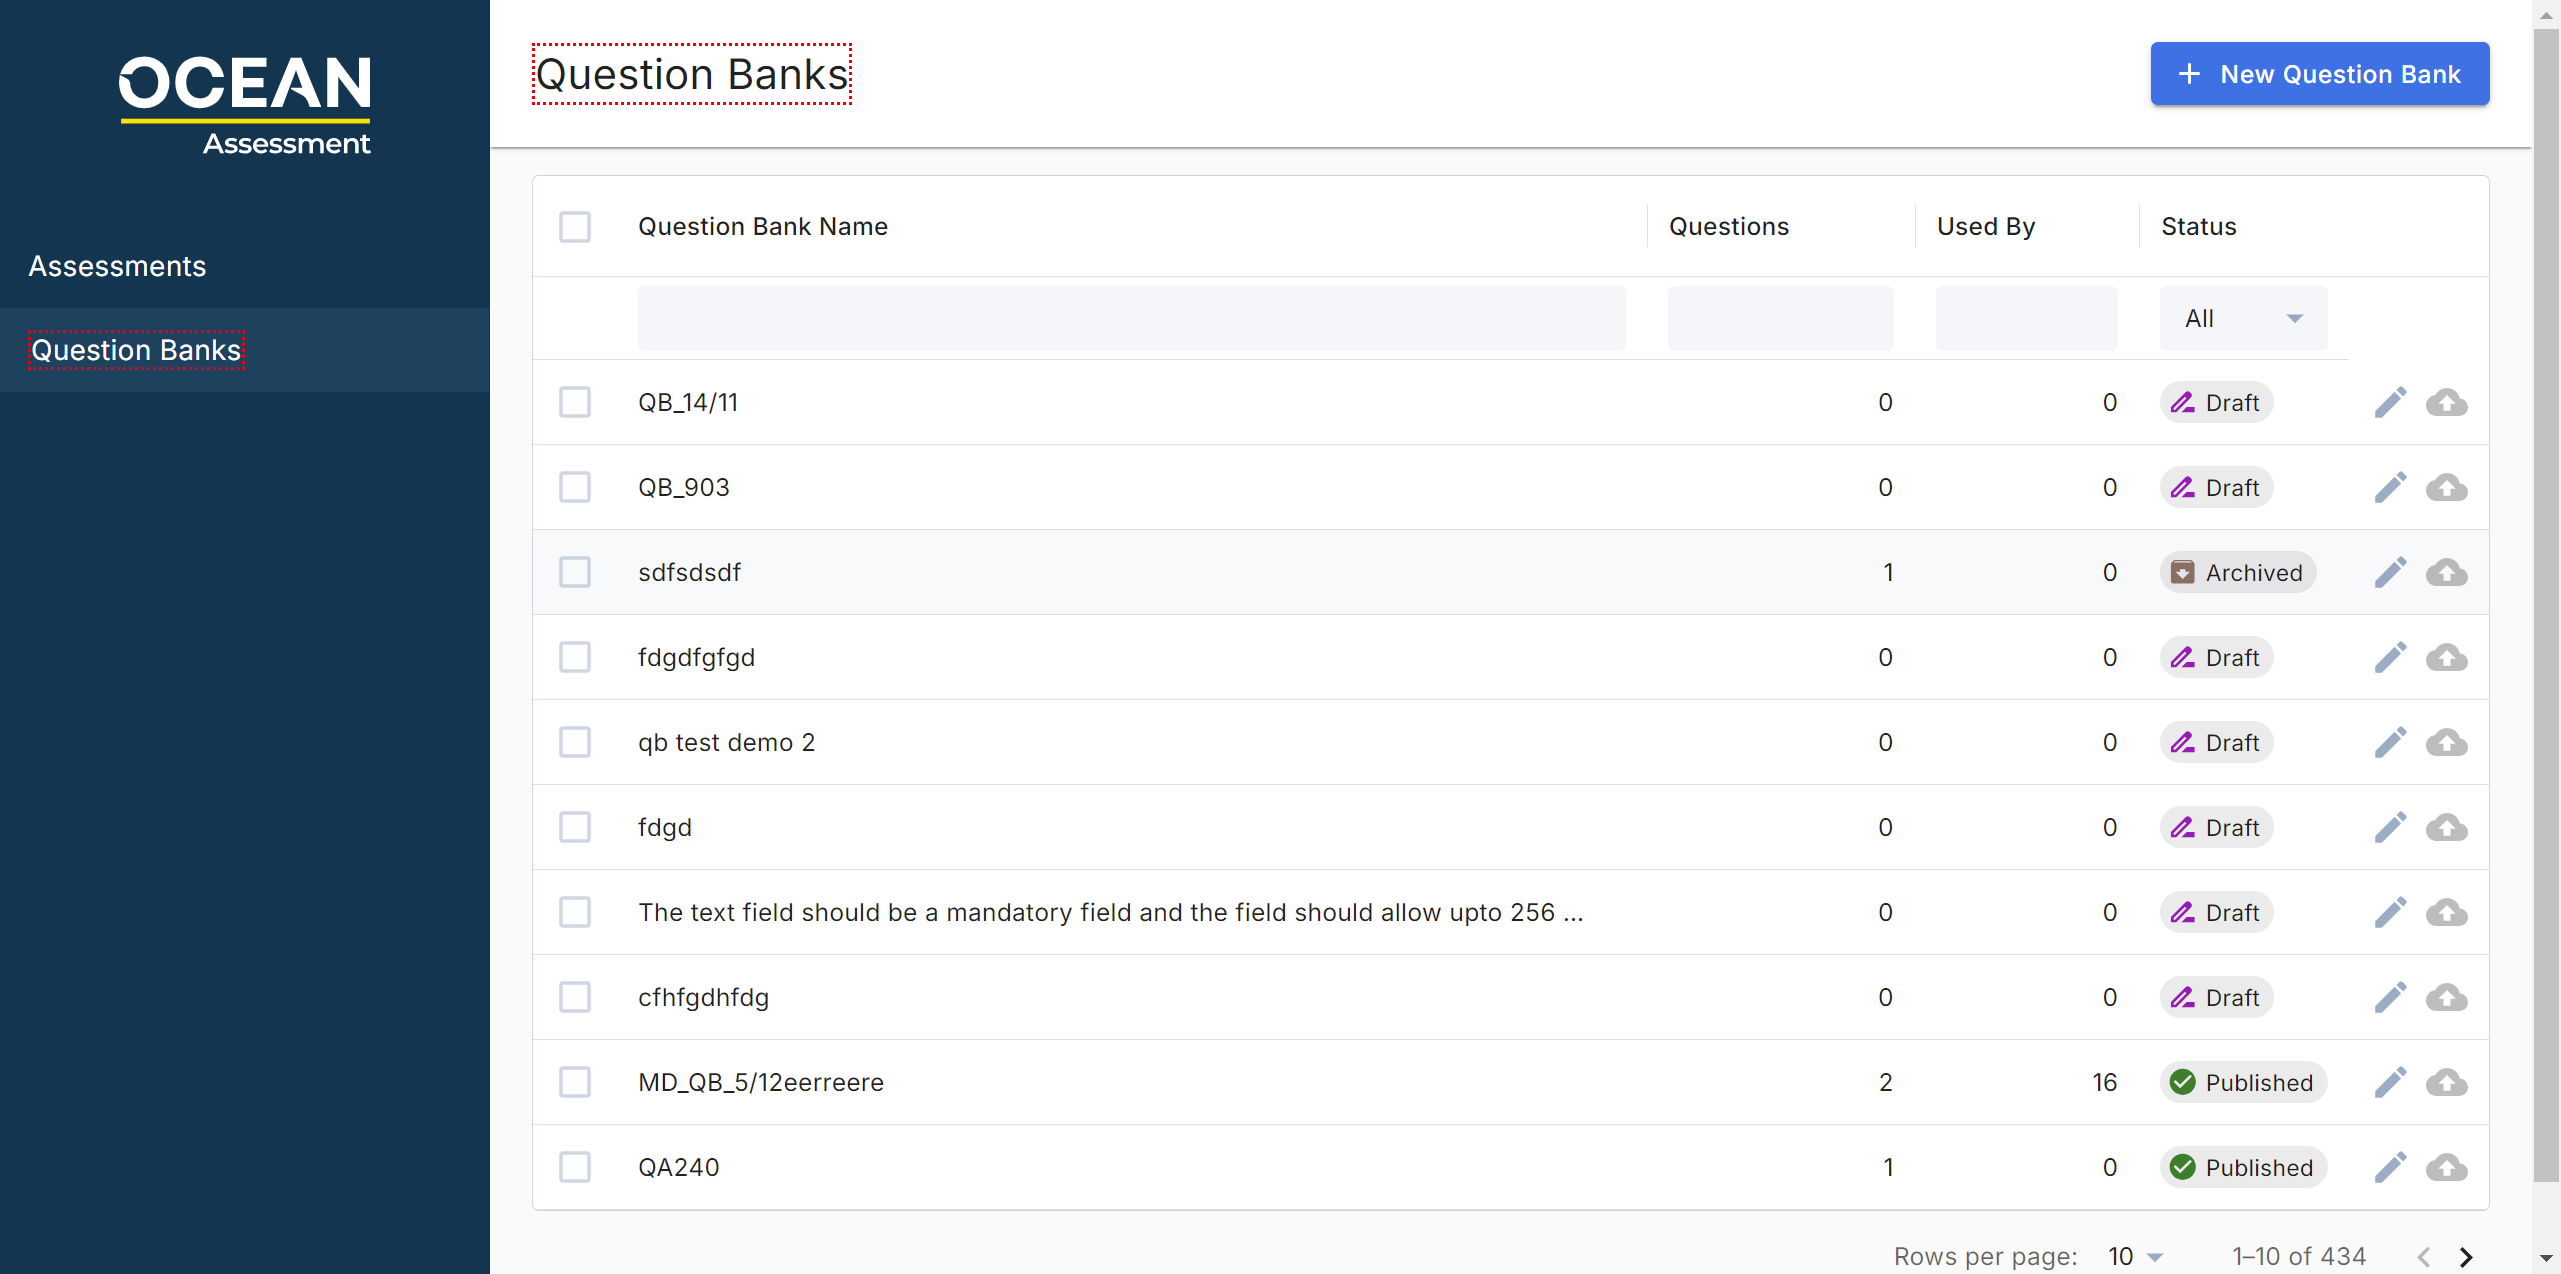 OCEAN
Assessment
Assessments
Question Banks
Question Banks
New Question Bank
Question Bank Name Questions Used By Status
All
QB_14/11 0 0 Draft
QB_903 0 0 Draft
sdfsdsdf 1 0 Archived
fdgdfgfgd 0 0 Draft
qb test demo 2 0 0 Draft
fdgd 0 0 Draft
The text field should be a mandatory field and the field should allow upto 256 ... 0 0 Draft
cfhfgdhfdg 0 0 Draft
MD_QB_5/12eerreere 2 16 Published
QA240 1 0 Published
Rows per page: 10 1–10 of 434